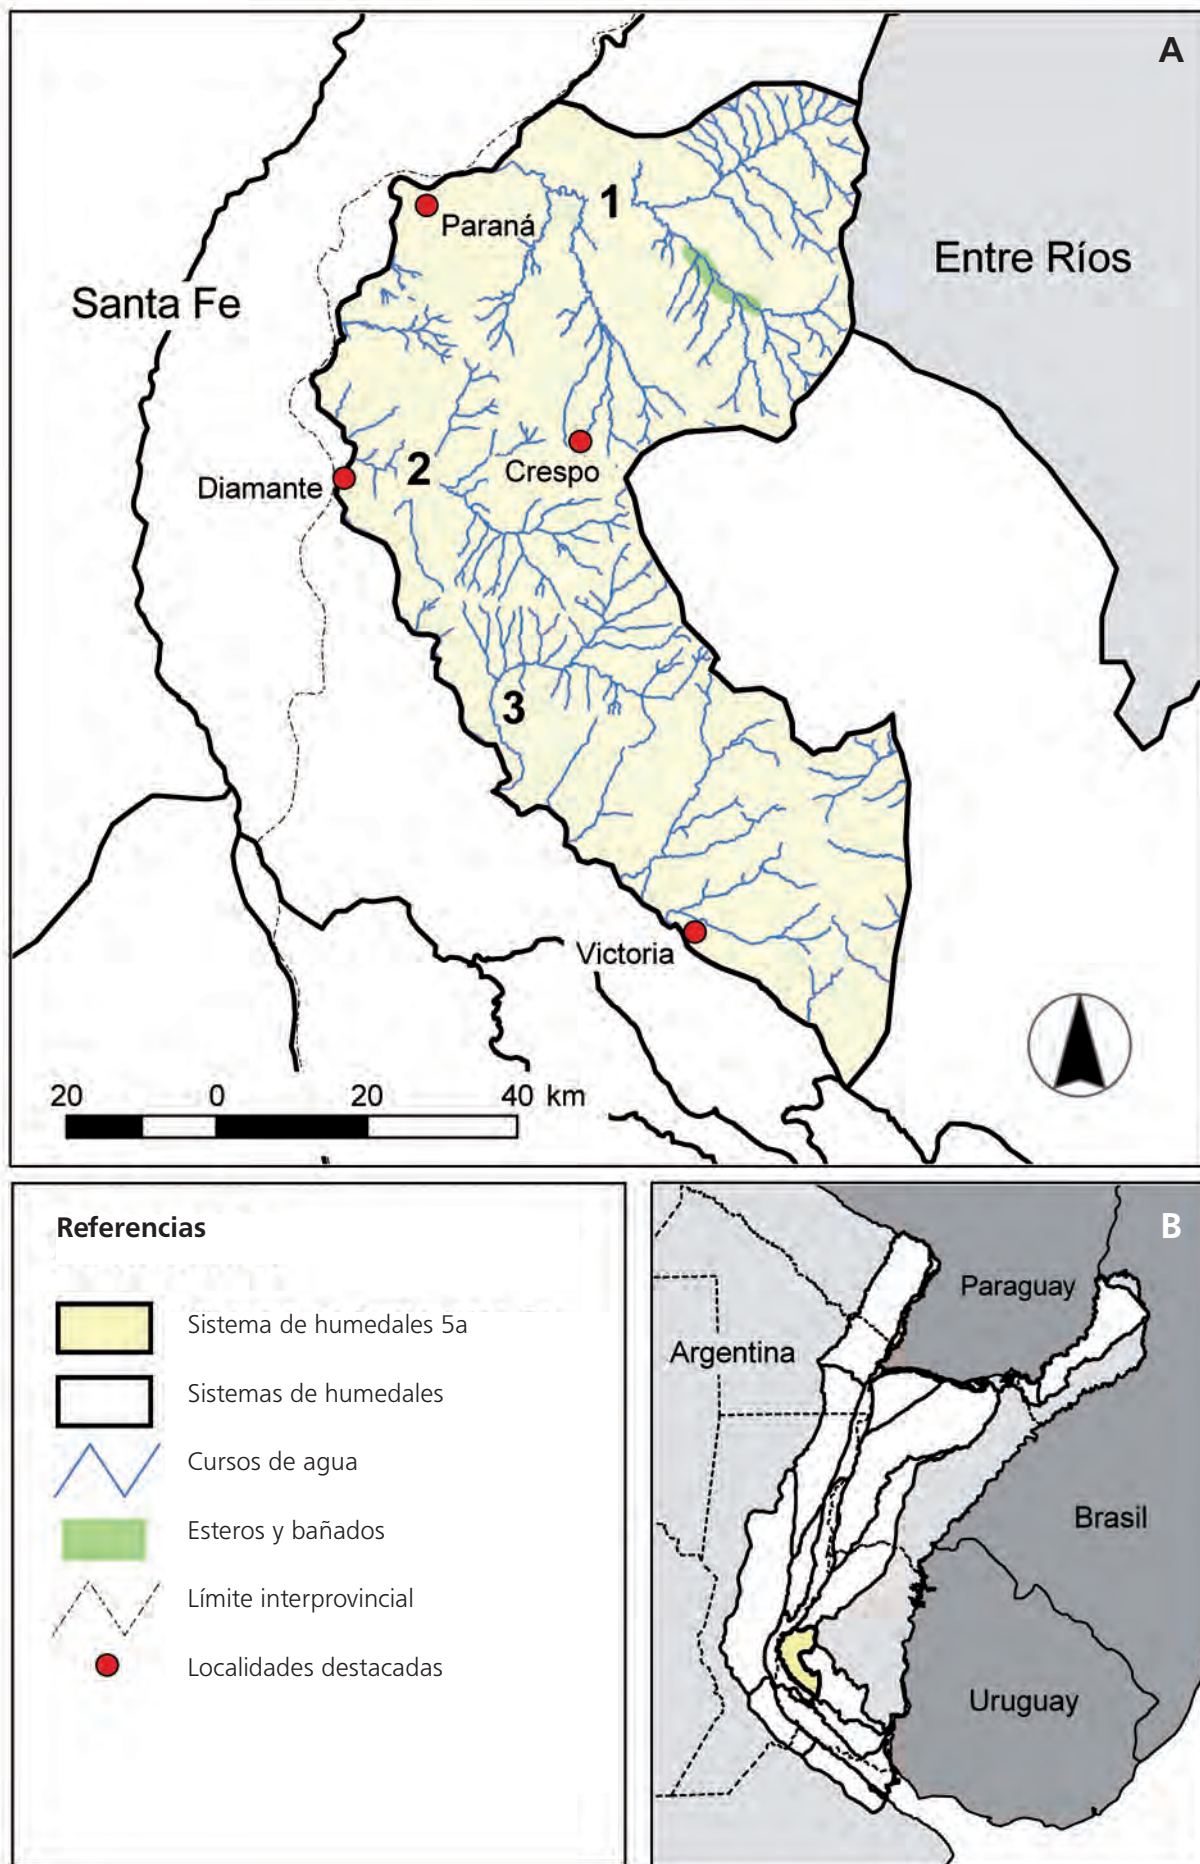 A
1
Paraná
Entre Ríos
Santa Fe
2
Crespo
Diamante
3
Victoria
20 0 20 40 km
Referencias
Sistema de humedales 5a
Sistemas de humedales
Cursos de agua
Esteros y bañados
Límite interprovincial
Localidades destacadas
B
Paraguay
Argentina
Brasil
Uruguay